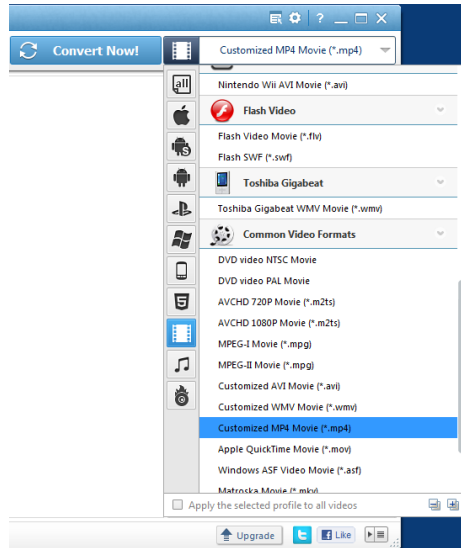 ?
Convert Now!
Customized MP4 Movie (*.mp4)
all
Nintendo Wii AVI Movie (*.avi)
Flash Video
Flash Video Movie (*.flv)
Flash SWF (*.swf)
Toshiba Gigabeat
Toshiba Gigabeat WMV Movie (*.wmv)
Common Video Formats
DVD video NTSC Movie
DVD video PAL Movie
AVCHD 720P Movie (*.m2ts)
AVCHD 1080P Movie (*.m2ts)
MPEG-I Movie (*.mpg)
MPEG-II Movie (*.mpg)
Customized AVI Movie (*.avi)
Customized WMV Movie (*.wmv)
Customized MP4 Movie (*.mp4)
Apple QuickTime Movie (*.mov)
Windows ASF Video Movie (*.asf)
Matroska Movie (*.mkv)
Apply the selected profile to all videos
Upgrade
Like